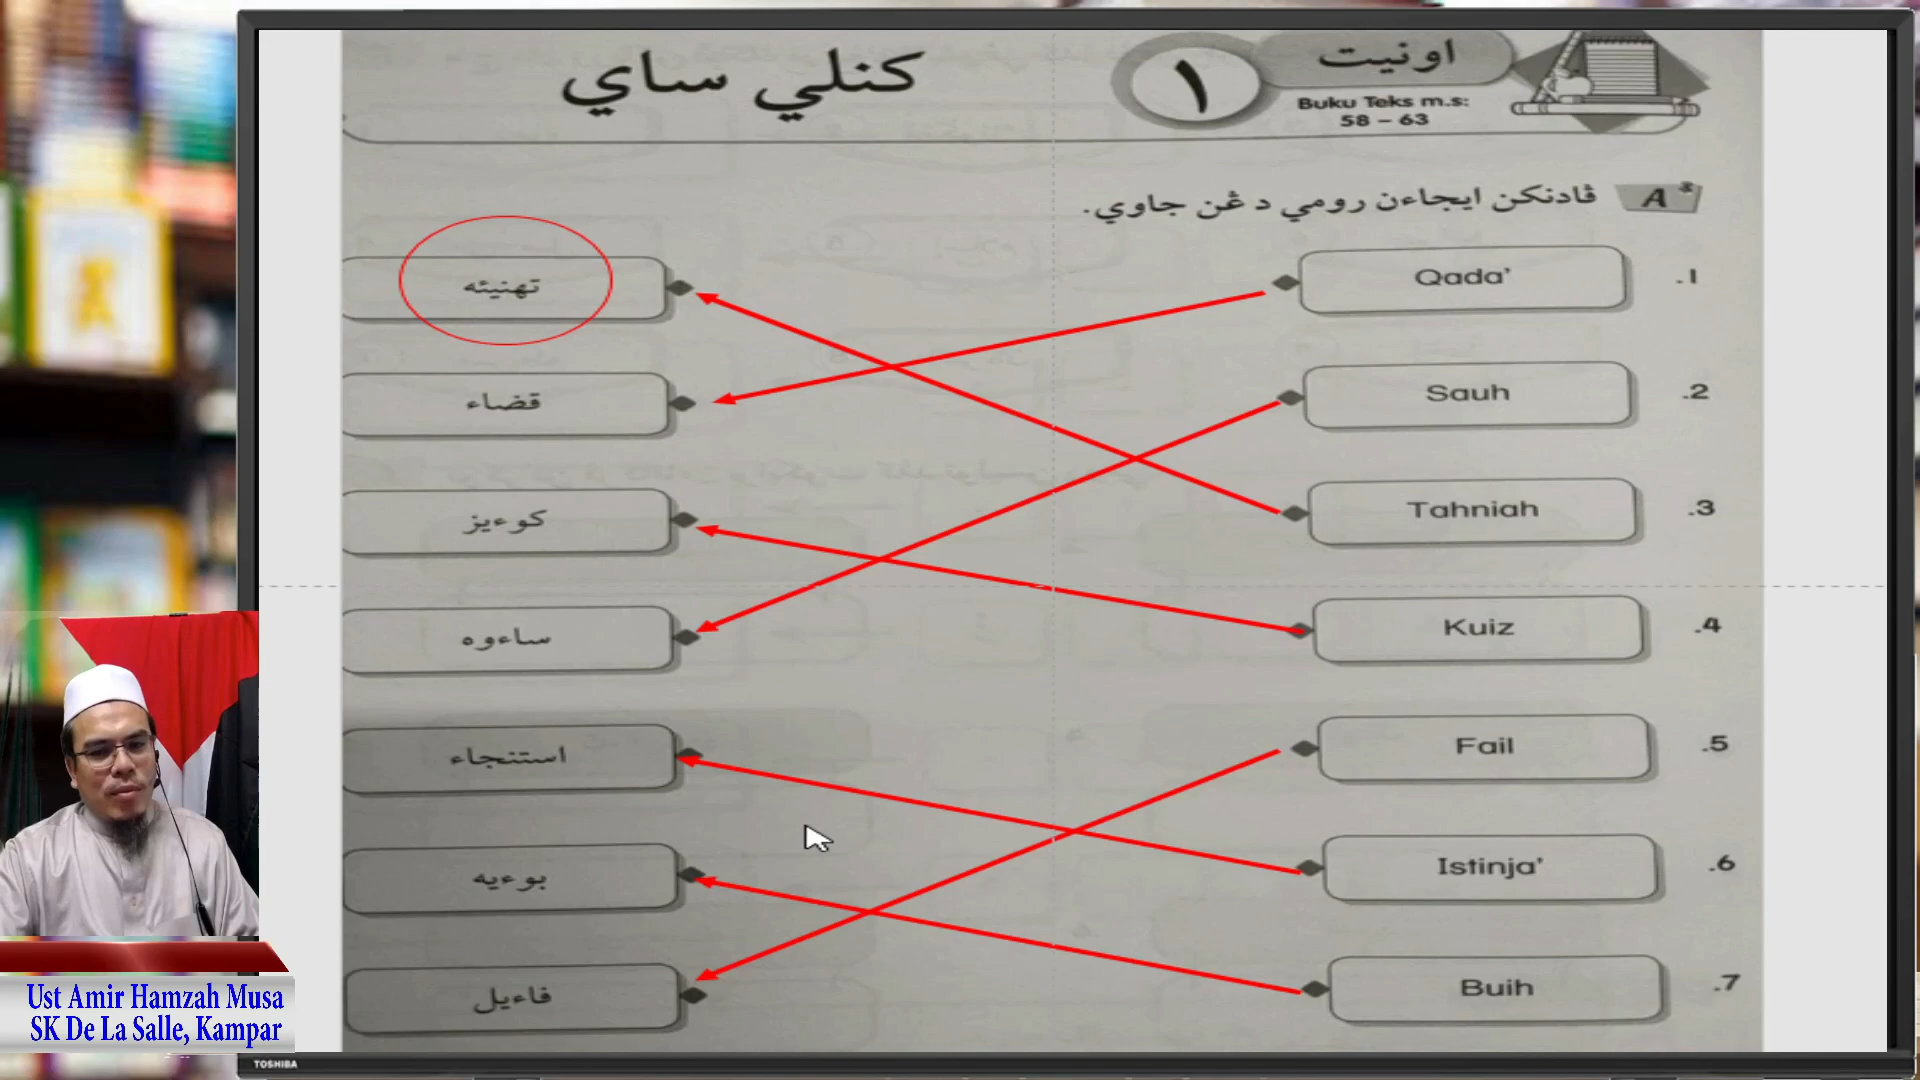 كنلي ساي
اونيت ١
Buku Teks m.s:
58 – 63
A ڤادنكن ايجاءن رومي دڠن جاوي.
1. Qada’
تهنيئه
2. Sauh
قضاء
3. Tahniah
كوءيز
4. Kuiz
ساءوه
5. Fail
استنجاء
6. Istinja’
بوءيه
7. Buih
فاءيل
Ust Amir Hamzah Musa
SK De La Salle, Kampar
TOSHIBA